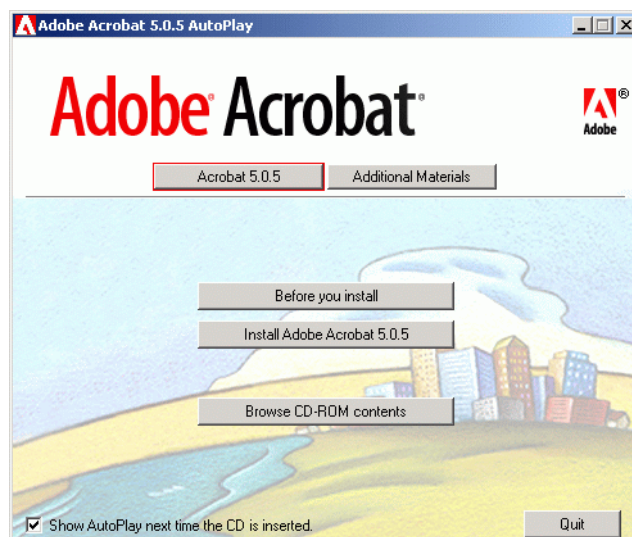 Adobe Acrobat 5.0.5 AutoPlay
Adobe® Acrobat®
®
Adobe
Acrobat 5.0.5
Additional Materials
Before you install
Install Adobe Acrobat 5.0.5
Browse CD-ROM contents
Show AutoPlay next time the CD is inserted.
Quit